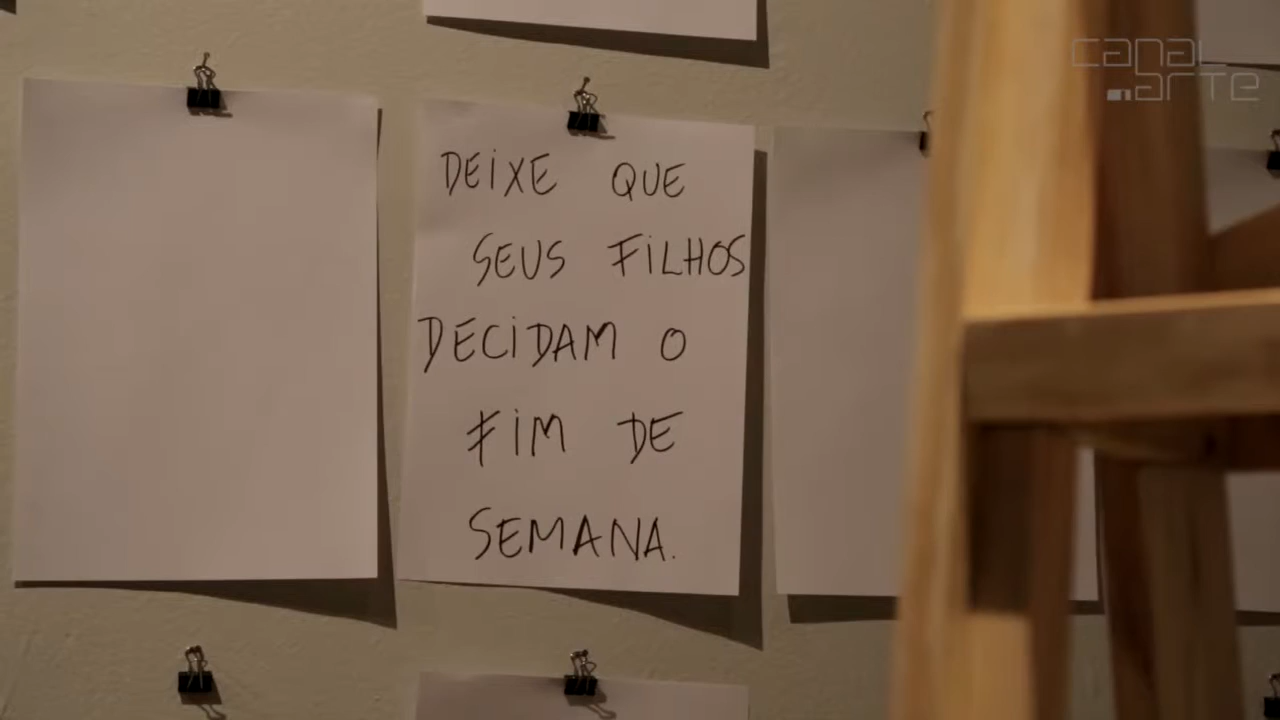 canal
arte
DEIXE QUE
SEUS FILHOS
DECIDAM O
FIM DE
SEMANA.